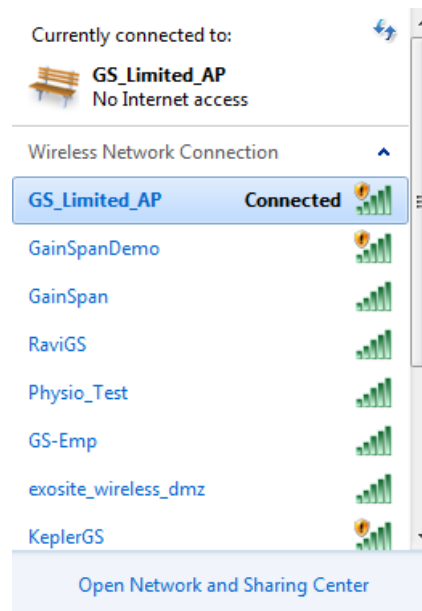 Currently connected to:
GS_Limited_AP
No Internet access
Wireless Network Connection
GS_Limited_AP Connected
GainSpanDemo
GainSpan
RaviGS
Physio_Test
GS-Emp
exosite_wireless_dmz
KeplerGS
Open Network and Sharing Center